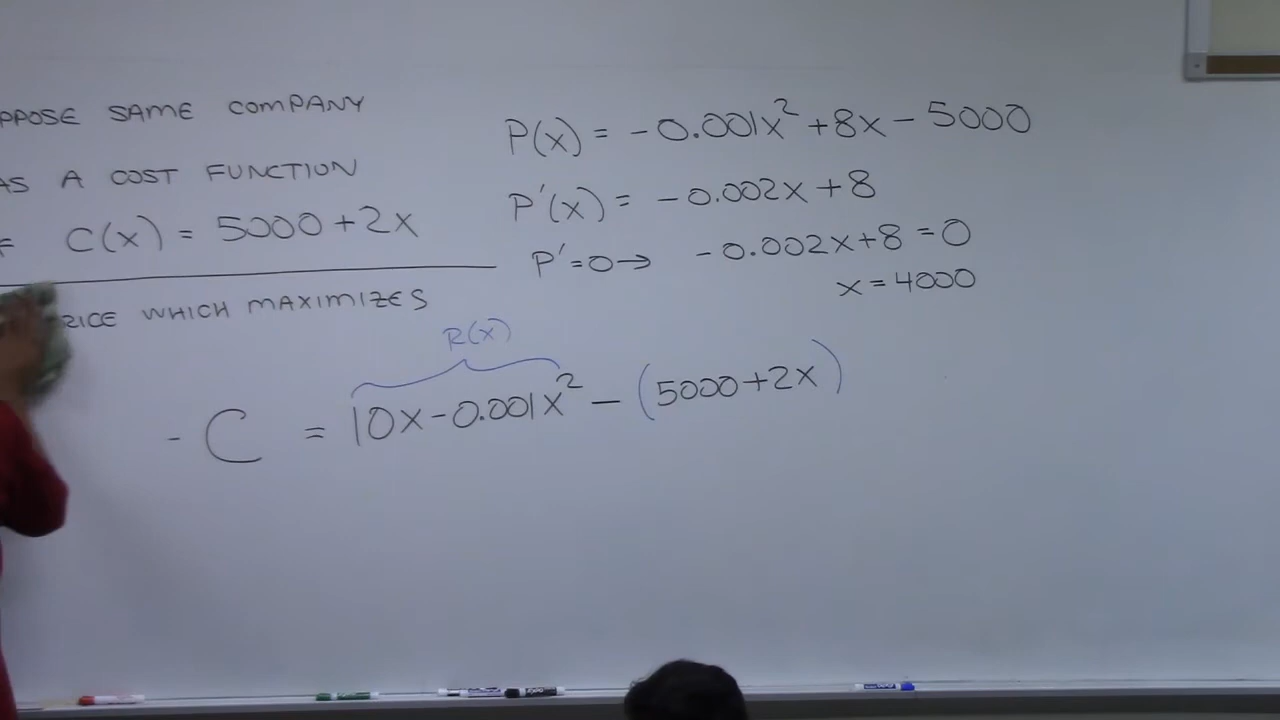 PPOSE SAME COMPANY
AS A COST FUNCTION
F C(x) = 5000+2x
RICE WHICH MAXIMIZES
R(x)
- C = 10x-0.001x² - (5000+2x)
P(x) = -0.001x² +8x - 5000
P'(x) = -0.002x +8
P'=0→ -0.002x+8 =0
x = 4000